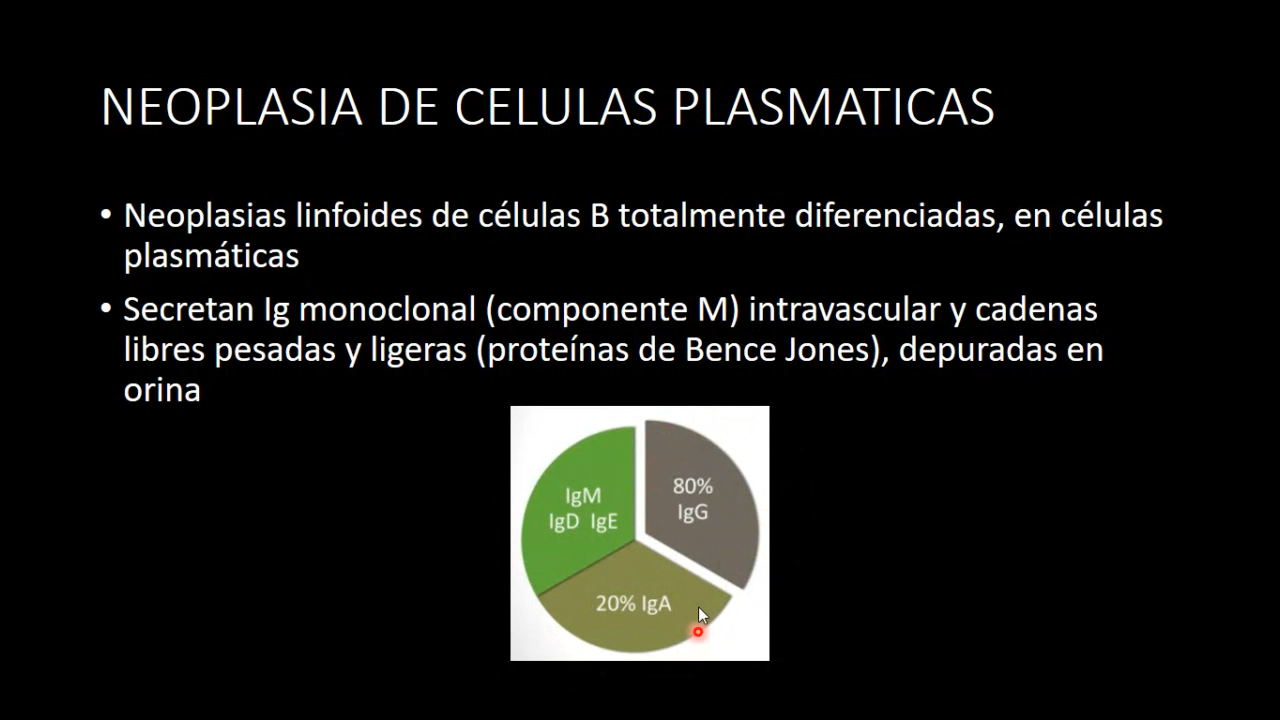 NEOPLASIA DE CELULAS PLASMATICAS
• Neoplasias linfoides de células B totalmente diferenciadas, en células
plasmáticas
• Secretan Ig monoclonal (componente M) intravascular y cadenas
libres pesadas y ligeras (proteínas de Bence Jones), depuradas en
orina
IgM
IgD IgE
80%
IgG
20% IgA